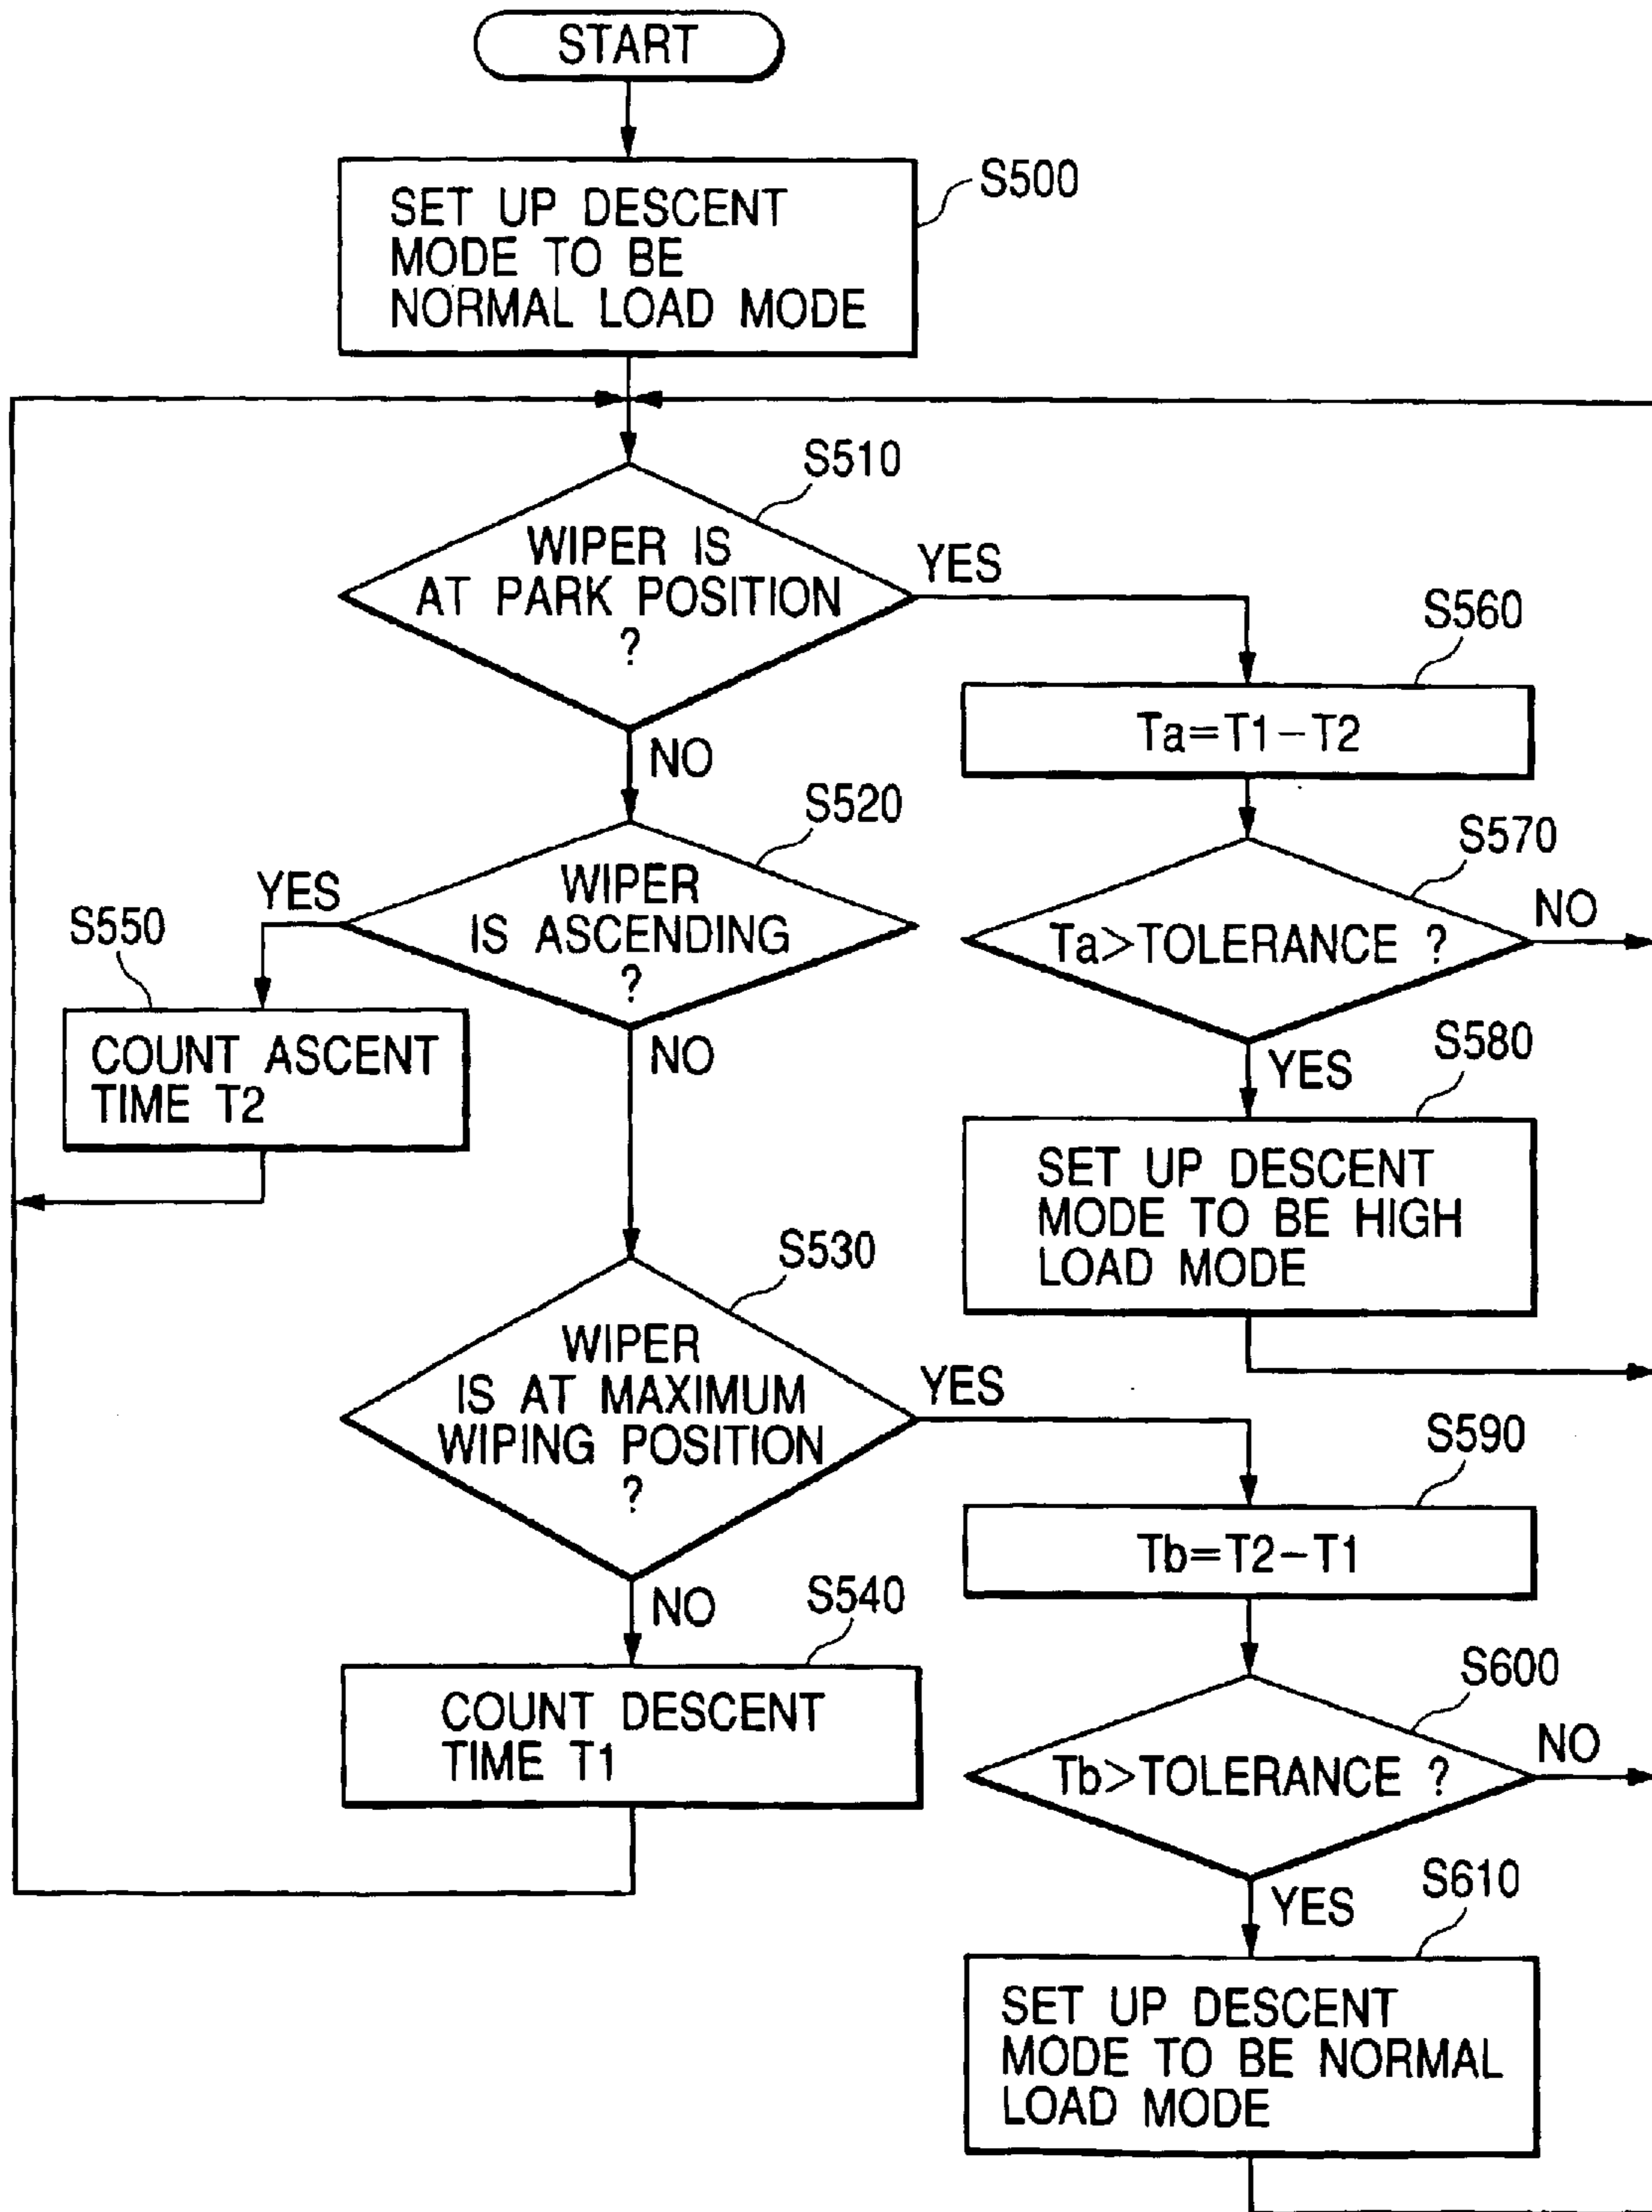 START
SET UP DESCENT
MODE TO BE
NORMAL LOAD MODE
S500
S510
WIPER IS
AT PARK POSITION
?
YES
NO
S560
Ta=T1-T2
S520
WIPER
IS ASCENDING
?
YES
NO
S550
COUNT ASCENT
TIME T2
S570
Ta>TOLERANCE ?
NO
YES
S580
SET UP DESCENT
MODE TO BE HIGH
LOAD MODE
S530
WIPER
IS AT MAXIMUM
WIPING POSITION
?
YES
NO
S590
Tb=T2-T1
S540
COUNT DESCENT
TIME T1
S600
Tb>TOLERANCE ?
NO
YES
S610
SET UP DESCENT
MODE TO BE NORMAL
LOAD MODE